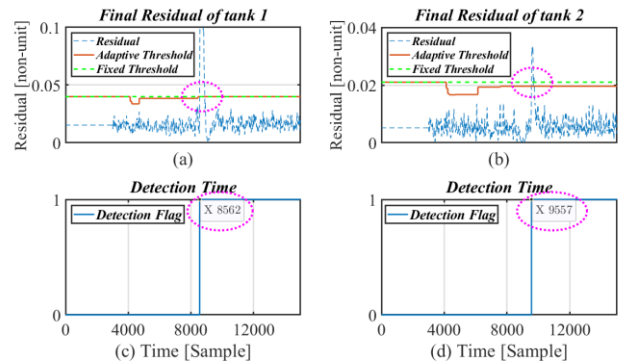 Final Residual of tank 1
Final Residual of tank 2
Residual [non-unit]
0.1
0.05
0
Residual
Adaptive Threshold
Fixed Threshold
(a)
Residual [non-unit]
0.04
0.02
0
Residual
Adaptive Threshold
Fixed Threshold
(b)
Detection Time
Detection Time
1
0
Detection Flag
X 8562
0 4000 8000 12000
(c) Time [Sample]
1
0
Detection Flag
X 9557
0 4000 8000 12000
(d) Time [Sample]